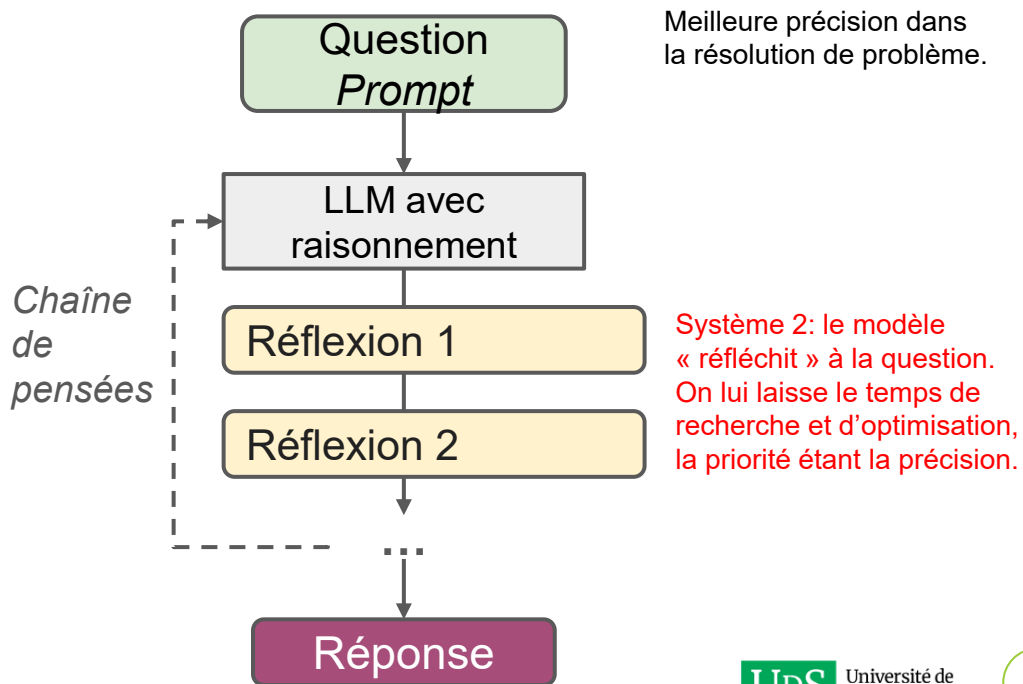 Question
Prompt
Meilleure précision dans
la résolution de problème.
LLM avec
raisonnement
Chaîne
de
pensées
Réflexion 1
Système 2: le modèle
« réfléchit » à la question.
On lui laisse le temps de
recherche et d'optimisation,
la priorité étant la précision.
Réflexion 2
...
Réponse
UDS
Université de